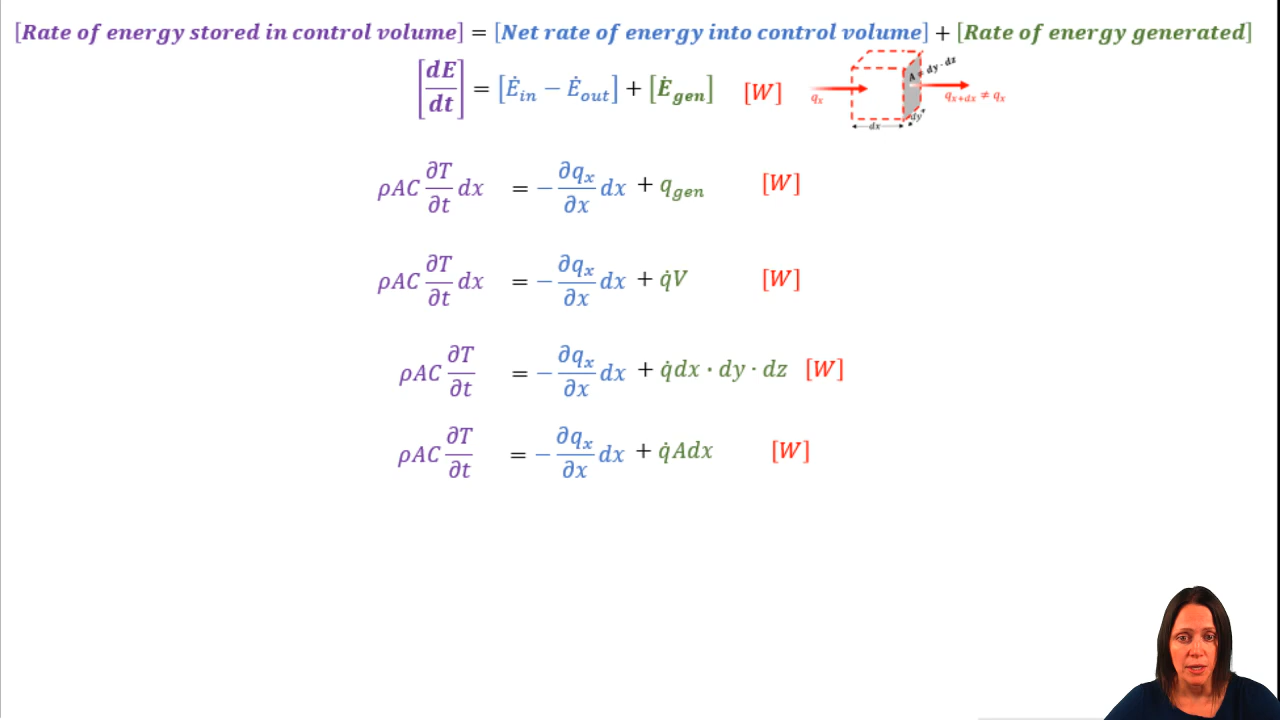 [Rate of energy stored in control volume] = [Net rate of energy into control volume] + [Rate of energy generated]
[dE/dt] = [Ė_in − Ė_out] + [Ė_gen] [W]
q_x A = dy · dz q_{x+dx} ≠ q_x
dx dy
ρAC ∂T/∂t dx = − ∂q_x/∂x dx + q_gen [W]
ρAC ∂T/∂t dx = − ∂q_x/∂x dx + q̇V [W]
ρAC ∂T/∂t = − ∂q_x/∂x dx + q̇dx · dy · dz [W]
ρAC ∂T/∂t = − ∂q_x/∂x dx + q̇Adx [W]